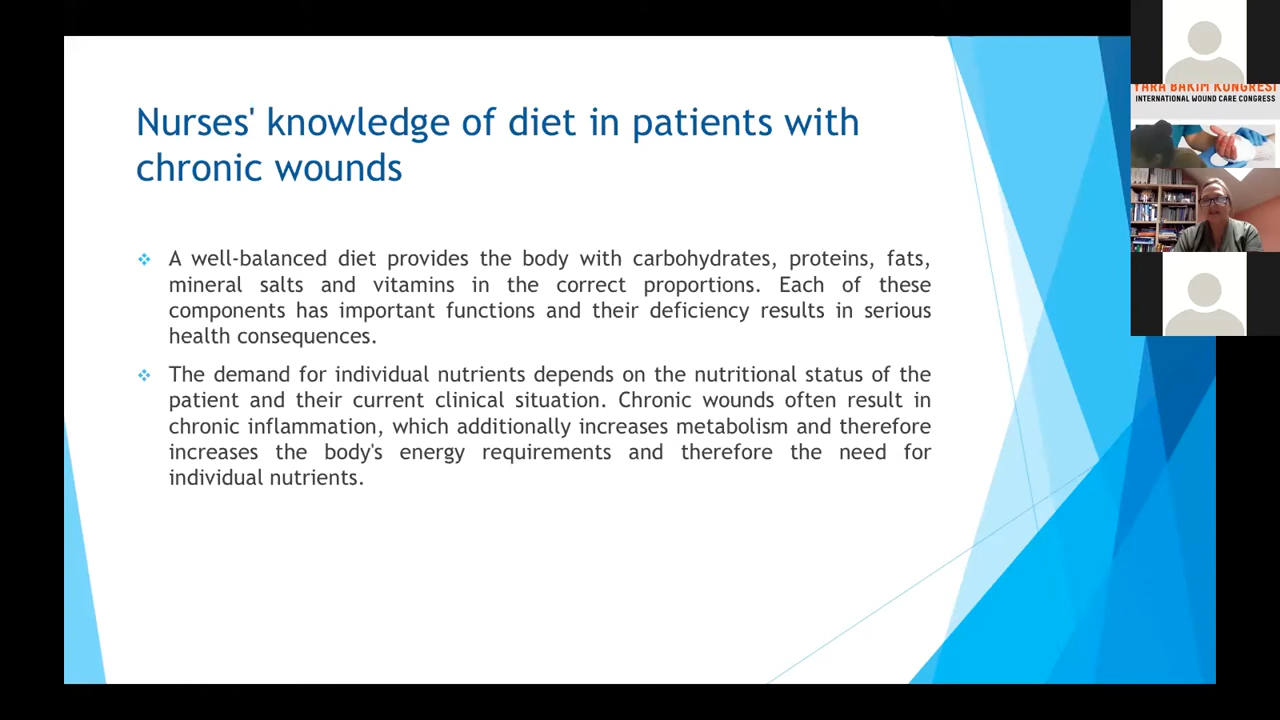 Nurses' knowledge of diet in patients with
chronic wounds
A well-balanced diet provides the body with carbohydrates, proteins, fats,
mineral salts and vitamins in the correct proportions. Each of these
components has important functions and their deficiency results in serious
health consequences.
The demand for individual nutrients depends on the nutritional status of the
patient and their current clinical situation. Chronic wounds often result in
chronic inflammation, which additionally increases metabolism and therefore
increases the body's energy requirements and therefore the need for
individual nutrients.
YARA BAKIM KONGRESİ
INTERNATIONAL WOUND CARE CONGRESS